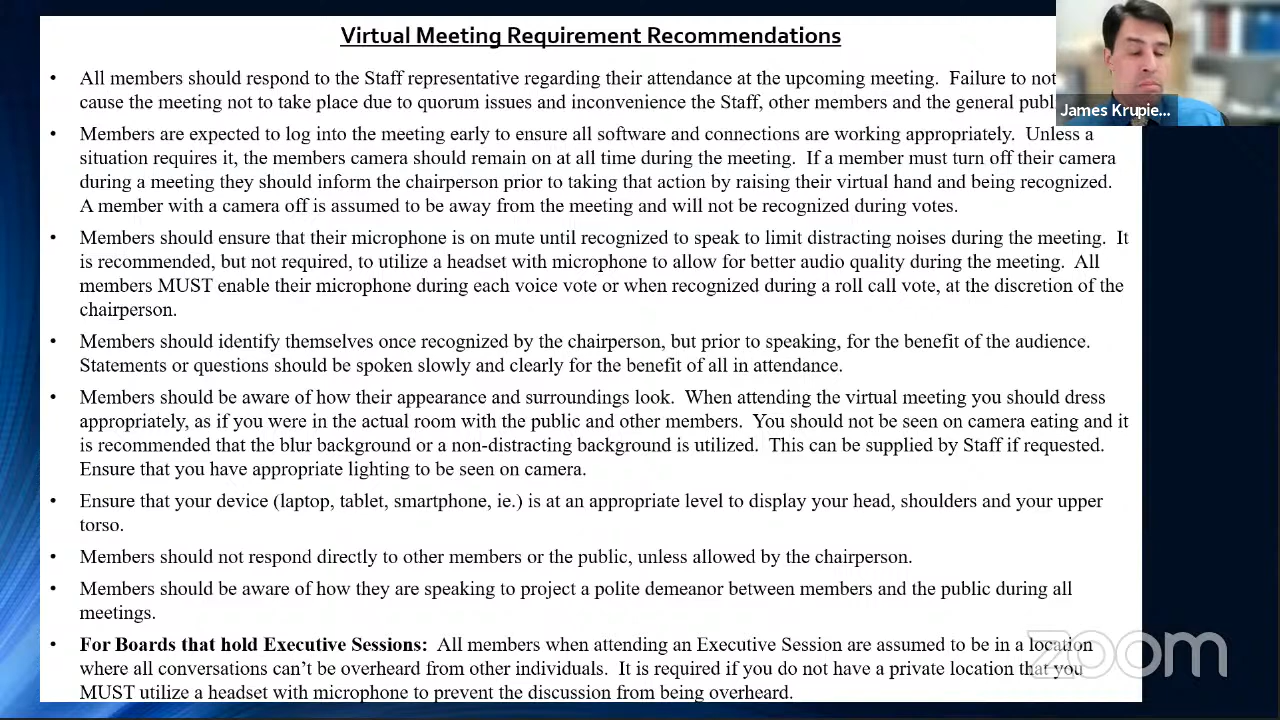 Virtual Meeting Requirement Recommendations
• All members should respond to the Staff representative regarding their attendance at the upcoming meeting. Failure to not
cause the meeting not to take place due to quorum issues and inconvenience the Staff, other members and the general publ
James Krupie...
• Members are expected to log into the meeting early to ensure all software and connections are working appropriately. Unless a
situation requires it, the members camera should remain on at all time during the meeting. If a member must turn off their camera
during a meeting they should inform the chairperson prior to taking that action by raising their virtual hand and being recognized.
A member with a camera off is assumed to be away from the meeting and will not be recognized during votes.
• Members should ensure that their microphone is on mute until recognized to speak to limit distracting noises during the meeting. It
is recommended, but not required, to utilize a headset with microphone to allow for better audio quality during the meeting. All
members MUST enable their microphone during each voice vote or when recognized during a roll call vote, at the discretion of the
chairperson.
• Members should identify themselves once recognized by the chairperson, but prior to speaking, for the benefit of the audience.
Statements or questions should be spoken slowly and clearly for the benefit of all in attendance.
• Members should be aware of how their appearance and surroundings look. When attending the virtual meeting you should dress
appropriately, as if you were in the actual room with the public and other members. You should not be seen on camera eating and it
is recommended that the blur background or a non-distracting background is utilized. This can be supplied by Staff if requested.
Ensure that you have appropriate lighting to be seen on camera.
• Ensure that your device (laptop, tablet, smartphone, ie.) is at an appropriate level to display your head, shoulders and your upper
torso.
• Members should not respond directly to other members or the public, unless allowed by the chairperson.
• Members should be aware of how they are speaking to project a polite demeanor between members and the public during all
meetings.
• For Boards that hold Executive Sessions: All members when attending an Executive Session are assumed to be in a location
where all conversations can't be overheard from other individuals. It is required if you do not have a private location that you
MUST utilize a headset with microphone to prevent the discussion from being overheard.
zoom